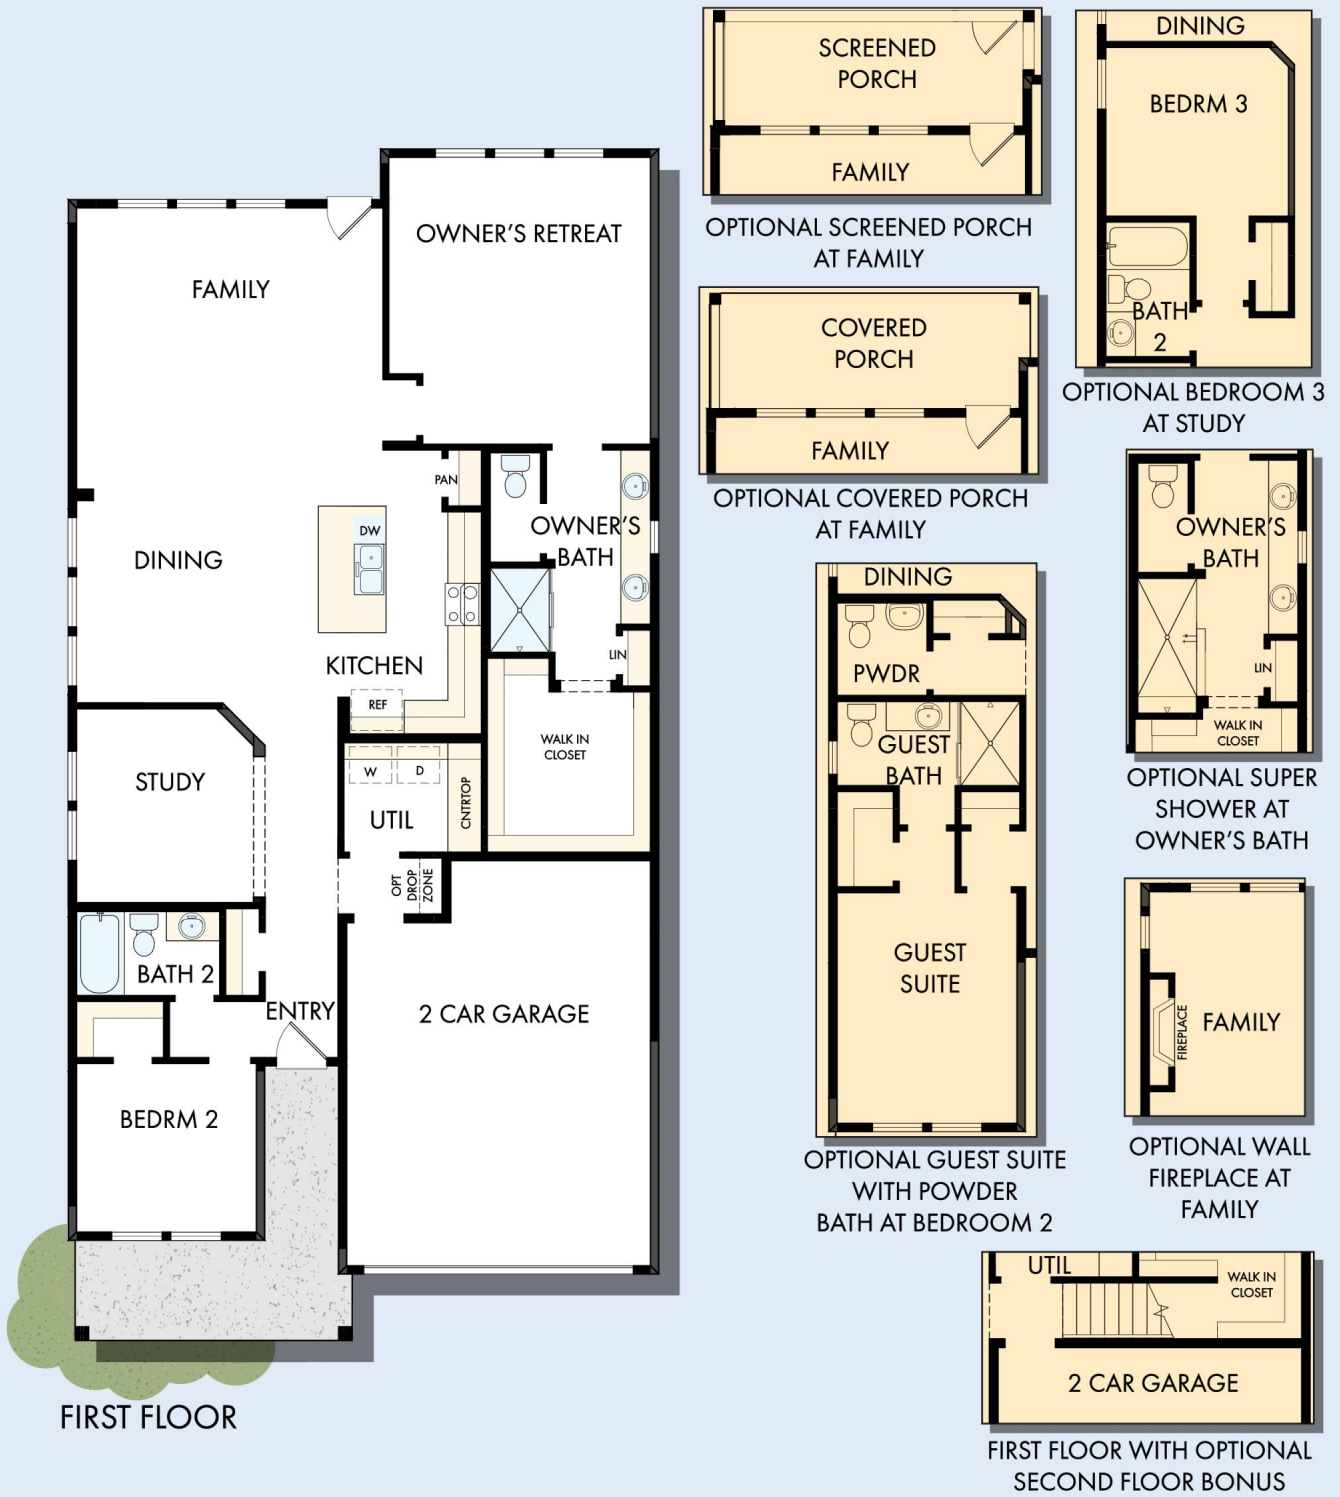 OWNER'S RETREAT
FAMILY
PAN
DW
OWNER'S
BATH
DINING
KITCHEN
LIN
REF
WALK IN
CLOSET
STUDY
W
D
UTIL
CNTRTOP
OPT
DROP
ZONE
BATH 2
ENTRY
2 CAR GARAGE
BEDRM 2
FIRST FLOOR
SCREENED
PORCH
FAMILY
OPTIONAL SCREENED PORCH
AT FAMILY
DINING
BEDRM 3
BATH
2
OPTIONAL BEDROOM 3
AT STUDY
COVERED
PORCH
FAMILY
OPTIONAL COVERED PORCH
AT FAMILY
OWNER'S
BATH
LIN
WALK IN
CLOSET
OPTIONAL SUPER
SHOWER AT
OWNER'S BATH
DINING
PWDR
GUEST
BATH
GUEST
SUITE
OPTIONAL GUEST SUITE
WITH POWDER
BATH AT BEDROOM 2
FIREPLACE
FAMILY
OPTIONAL WALL
FIREPLACE AT
FAMILY
UTIL
WALK IN
CLOSET
2 CAR GARAGE
FIRST FLOOR WITH OPTIONAL
SECOND FLOOR BONUS